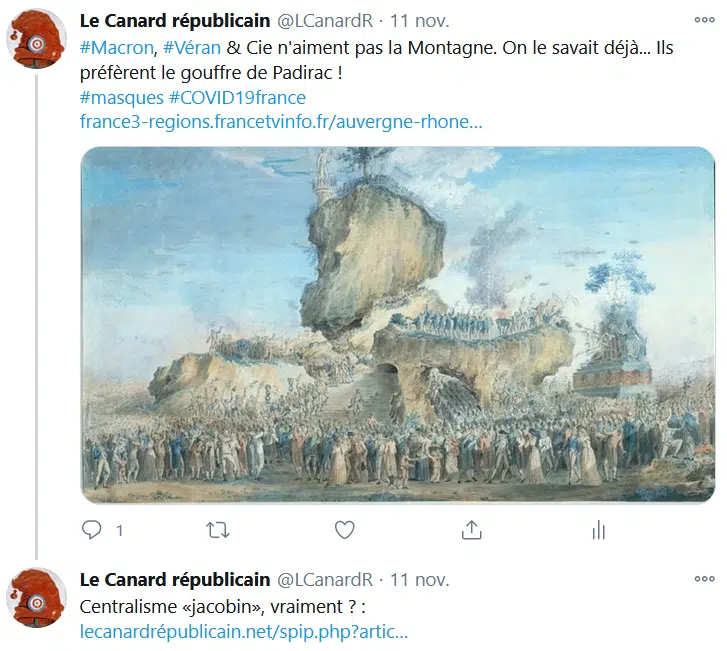 Le Canard républicain @LCanardR · 11 nov.
#Macron, #Véran & Cie n'aiment pas la Montagne. On le savait déjà... Ils
préfèrent le gouffre de Padirac !
#masques #COVID19france
france3-regions.francetvinfo.fr/auvergne-rhone...
1
Le Canard républicain @LCanardR · 11 nov.
Centralisme «jacobin», vraiment ? :
lecanardrépublicain.net/spip.php?artic...